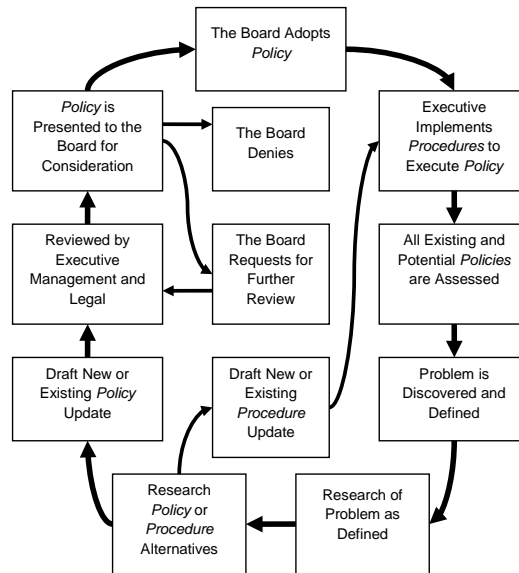 The Board Adopts
Policy
Policy is
Presented to the
Board for
Consideration
The Board
Denies
Executive
Implements
Procedures to
Execute Policy
Reviewed by
Executive
Management and
Legal
The Board
Requests for
Further
Review
All Existing and
Potential Policies
are Assessed
Draft New or
Existing Policy
Update
Draft New or
Existing
Procedure
Update
Problem is
Discovered and
Defined
Research
Policy or
Procedure
Alternatives
Research of
Problem as
Defined